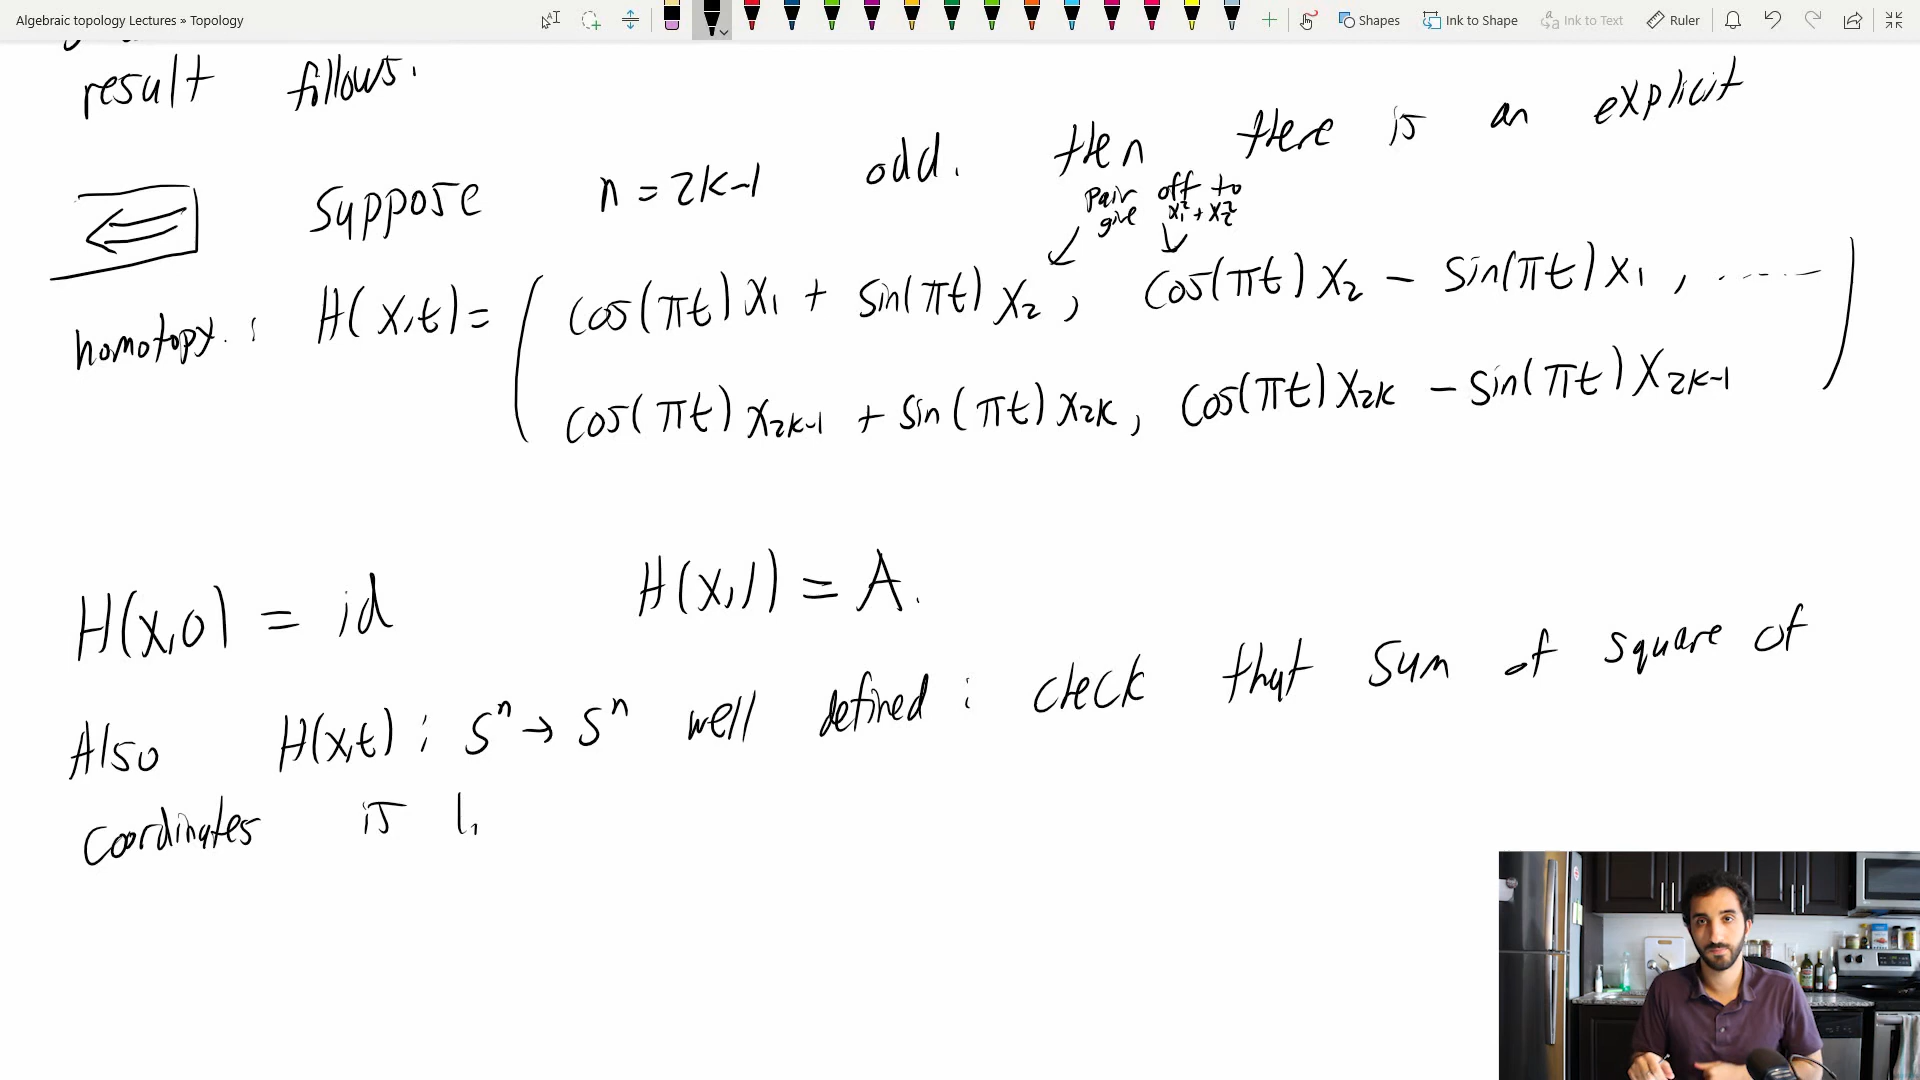 Algebraic topology Lectures » Topology
Shapes
Ink to Shape
Ink to Text
Ruler
result follows.
Suppose n = 2k-1 odd. then there is an explicit
Pair off to
give x₁² + x₂²
homotopy: H(x,t) = ( cos(πt) x₁ + sin(πt) x₂, cos(πt) x₂ - sin(πt) x₁, ......
cos(πt) x₂ₖ₋₁ + sin(πt) x₂ₖ, cos(πt) x₂ₖ - sin(πt) x₂ₖ₋₁ )
H(x,0) = id H(x,1) = A.
Also H(x,t) : Sⁿ → Sⁿ well defined : check that sum of square of
coordinates is 1.